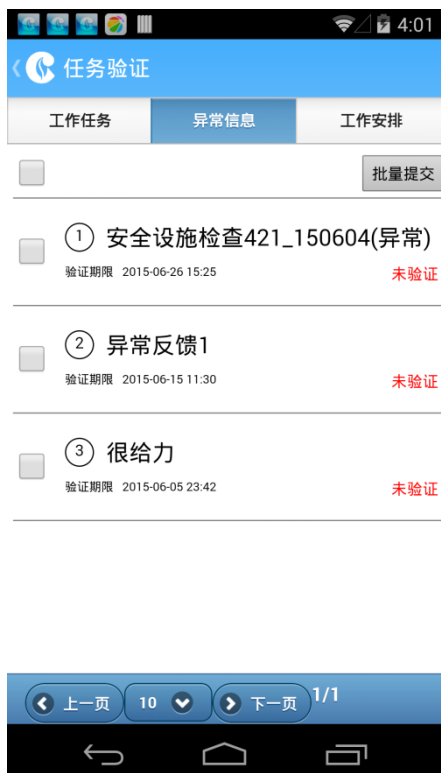 4:01
任务验证
工作任务 异常信息 工作安排
批量提交
① 安全设施检查421_150604(异常)
验证期限 2015-06-26 15:25 未验证
② 异常反馈1
验证期限 2015-06-15 11:30 未验证
③ 很给力
验证期限 2015-06-05 23:42 未验证
上一页 10 下一页 1/1